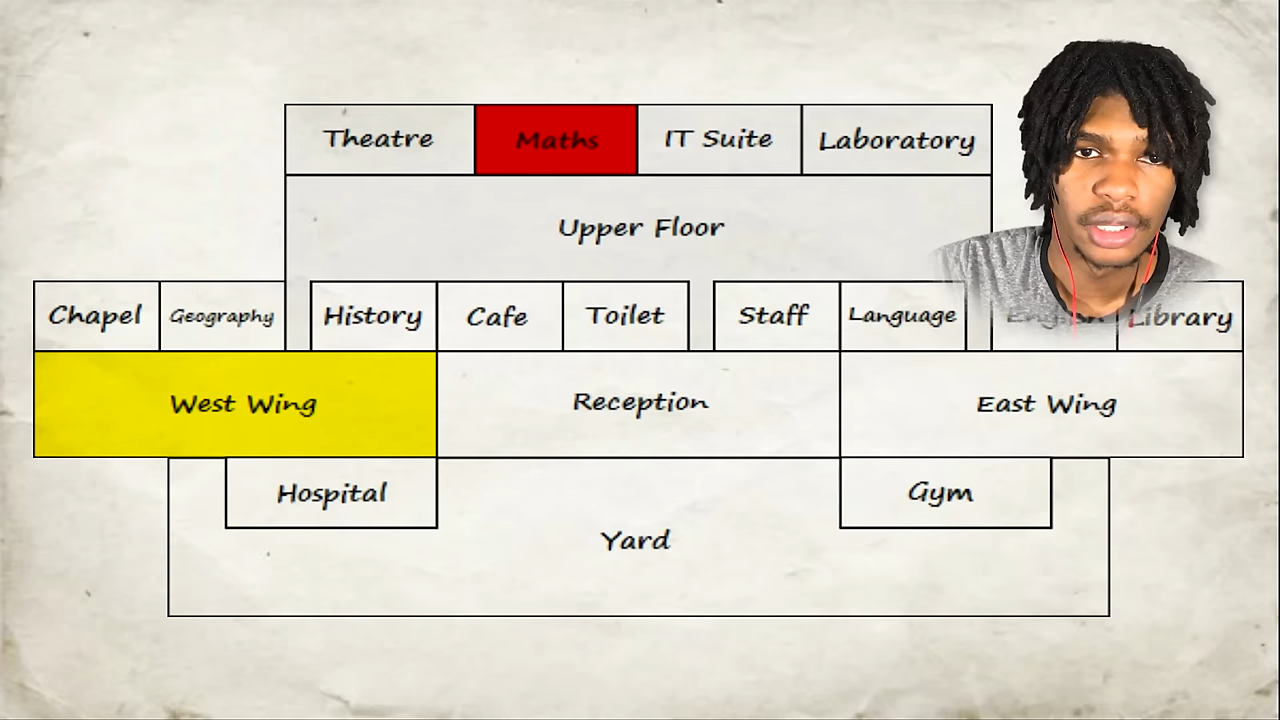 Theatre
Maths
IT Suite
Laboratory
Upper Floor
Chapel
Geography
History
Cafe
Toilet
Staff
Language
English
Library
West Wing
Reception
East Wing
Hospital
Gym
Yard